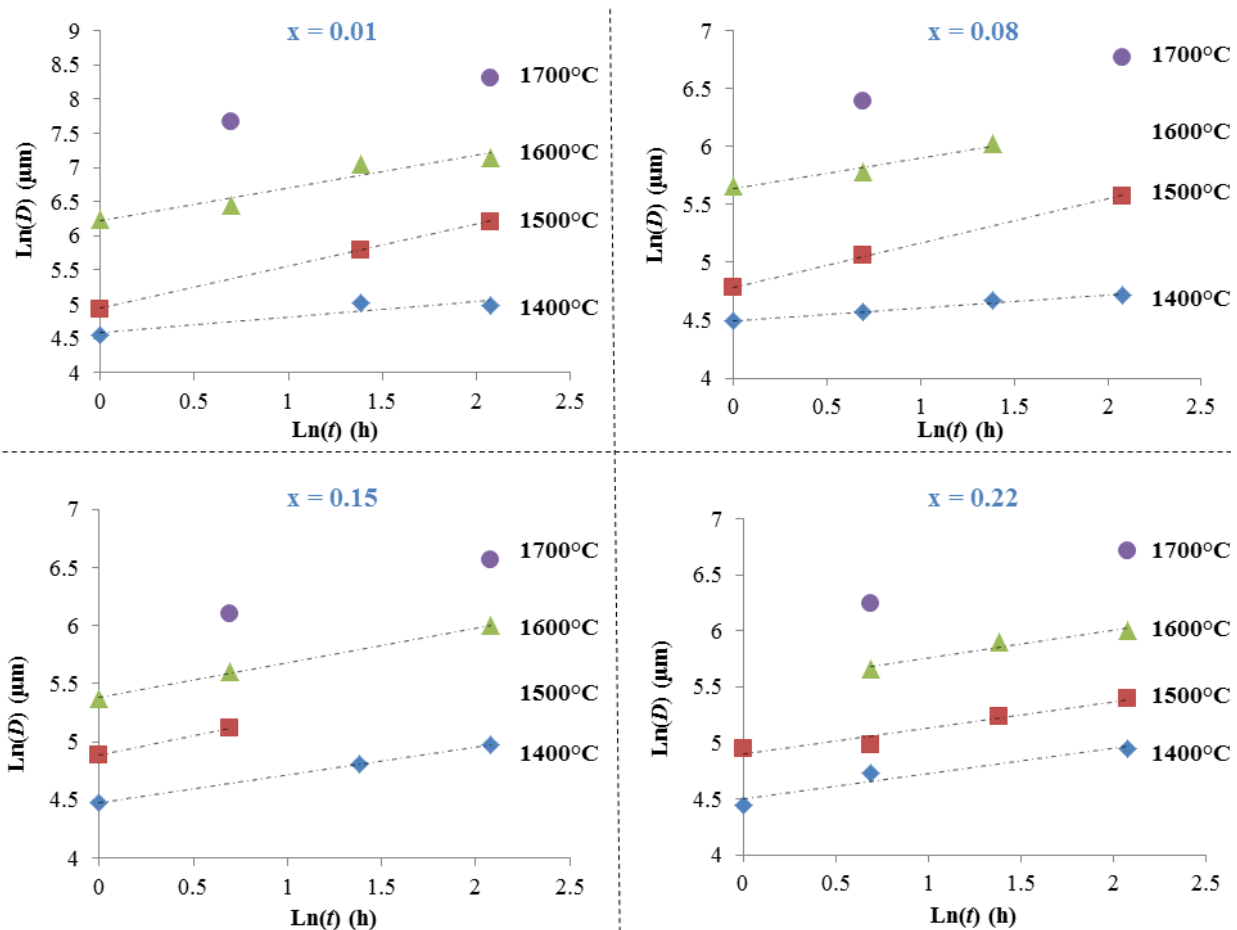 x = 0.01
9
8.5
8
7.5
7
6.5
6
5.5
5
4.5
4
Ln(D) (µm)
1700°C
1600°C
1500°C
1400°C
0
0.5
1
1.5
2
2.5
Ln(t) (h)
x = 0.08
7
6.5
6
5.5
5
4.5
4
Ln(D) (µm)
1700°C
1600°C
1500°C
1400°C
0
0.5
1
1.5
2
2.5
Ln(t) (h)
x = 0.15
7
6.5
6
5.5
5
4.5
4
Ln(D) (µm)
1700°C
1600°C
1500°C
1400°C
0
0.5
1
1.5
2
2.5
Ln(t) (h)
x = 0.22
7
6.5
6
5.5
5
4.5
4
Ln(D) (µm)
1700°C
1600°C
1500°C
1400°C
0
0.5
1
1.5
2
2.5
Ln(t) (h)